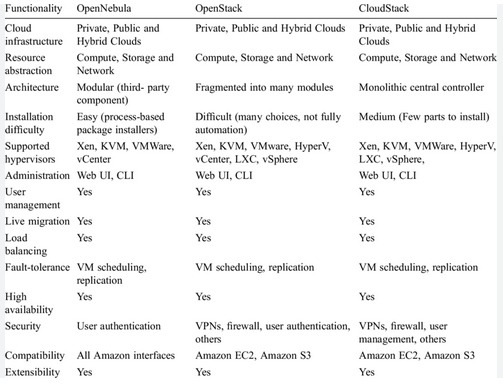 Functionality OpenNebula OpenStack CloudStack
Cloud Private, Public and Private, Public and Hybrid Clouds Private, Public and Hybrid
infrastructure Hybrid Clouds Clouds
Resource Compute, Storage and Compute, Storage and Network Compute, Storage and Network
abstraction Network
Architecture Modular (third- party Fragmented into many modules Monolithic central controller
component)
Installation Easy (process-based Difficult (many choices, not fully Medium (Few parts to install)
difficulty package installers) automation)
Supported Xen, KVM, VMWare, Xen, KVM, VMware, HyperV, Xen, KVM, VMware, HyperV,
hypervisors vCenter vCenter, LXC, vSphere LXC, vSphere,
Administration Web UI, CLI Web UI, CLI Web UI, CLI
User Yes Yes Yes
management
Live migration Yes Yes Yes
Load Yes Yes Yes
balancing
Fault-tolerance VM scheduling, VM scheduling, replication VM scheduling, replication
replication
High Yes Yes Yes
availability
Security User authentication VPNs, firewall, user authentication, VPNs, firewall, user
others management, others
Compatibility All Amazon interfaces Amazon EC2, Amazon S3 Amazon EC2, Amazon S3
Extensibility Yes Yes Yes